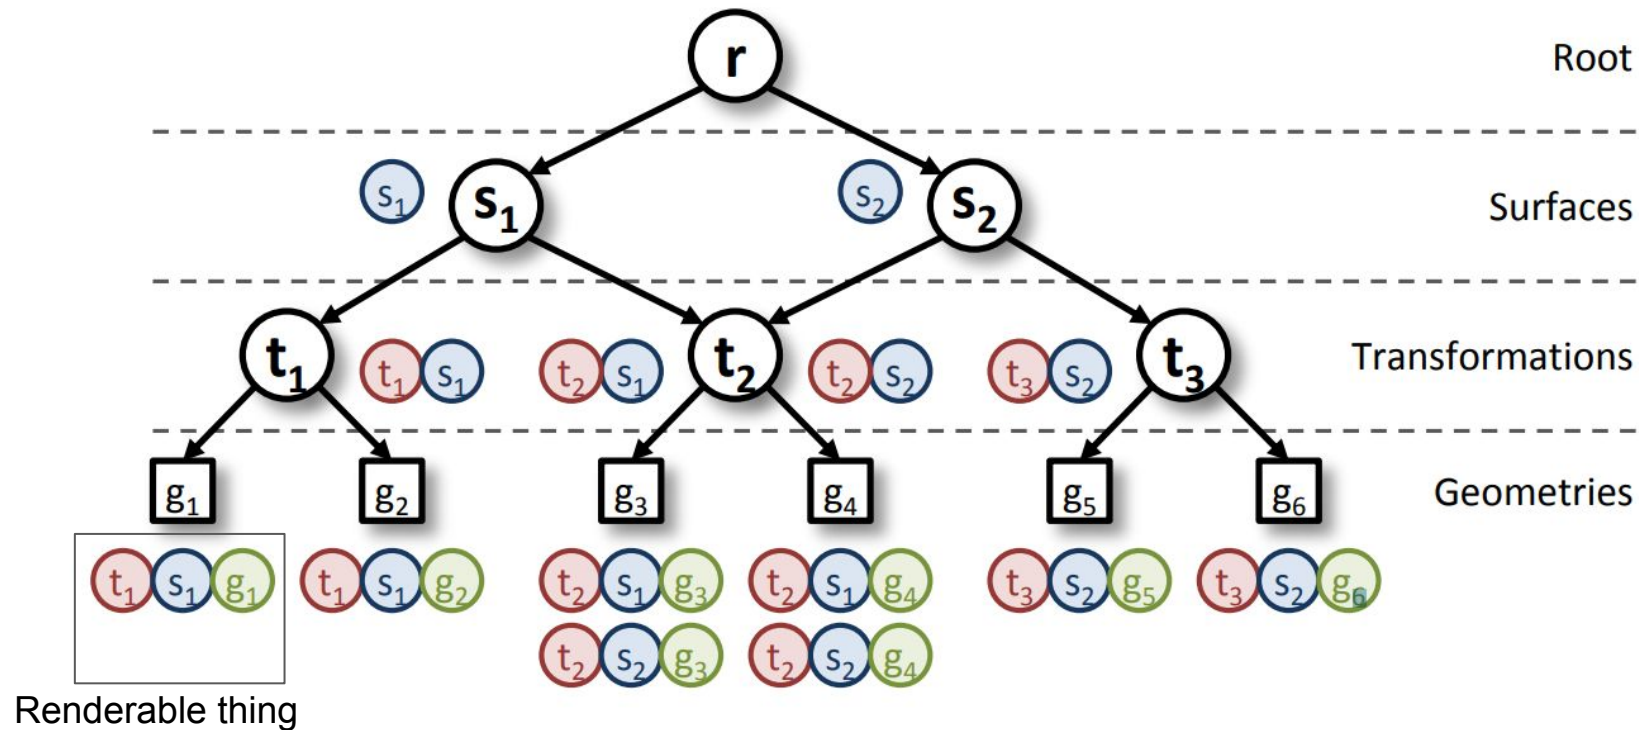 r
Root
s₁ s₁ s₂ s₂
Surfaces
t₁ t₁ s₁ t₂ s₁ t₂ t₂ s₂ t₃ s₂ t₃
Transformations
g₁ g₂ g₃ g₄ g₅ g₆
Geometries
t₁ s₁ g₁ t₁ s₁ g₂ t₂ s₁ g₃ t₂ s₁ g₄ t₃ s₂ g₅ t₃ s₂ g₆
t₂ s₂ g₃ t₂ s₂ g₄
Renderable thing